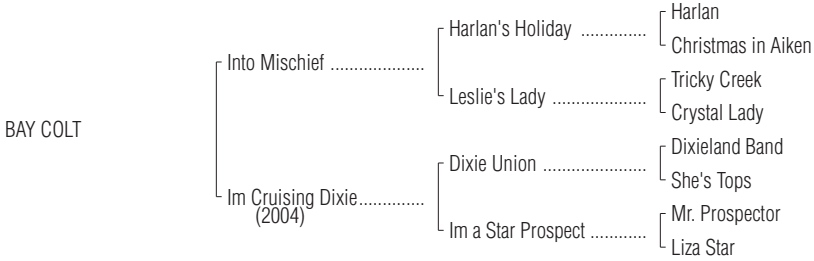 Harlan
Harlan's Holiday .............
Christmas in Aiken
Into Mischief ....................
Tricky Creek
Leslie's Lady ....................
Crystal Lady
BAY COLT
Dixieland Band
Dixie Union ......................
She's Tops
Im Cruising Dixie..............
(2004)
Mr. Prospector
Im a Star Prospect ............
Liza Star